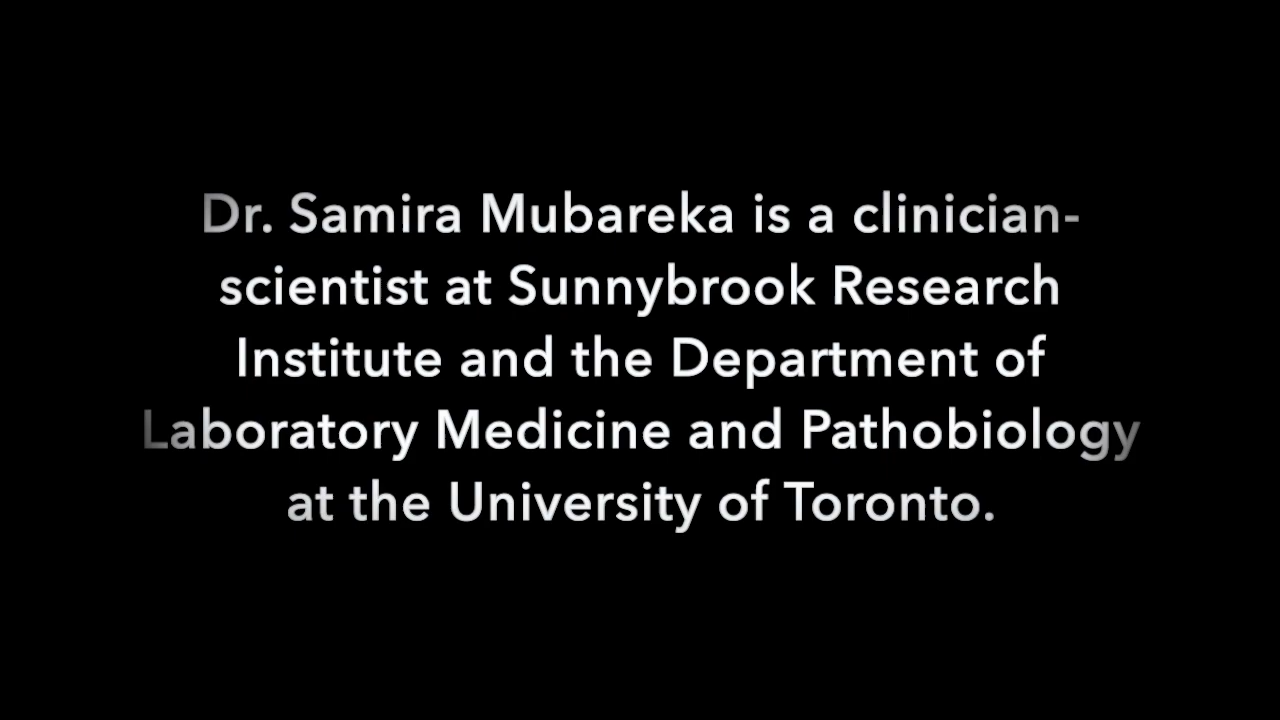 Dr. Samira Mubareka is a clinician-
scientist at Sunnybrook Research
Institute and the Department of
Laboratory Medicine and Pathobiology
at the University of Toronto.